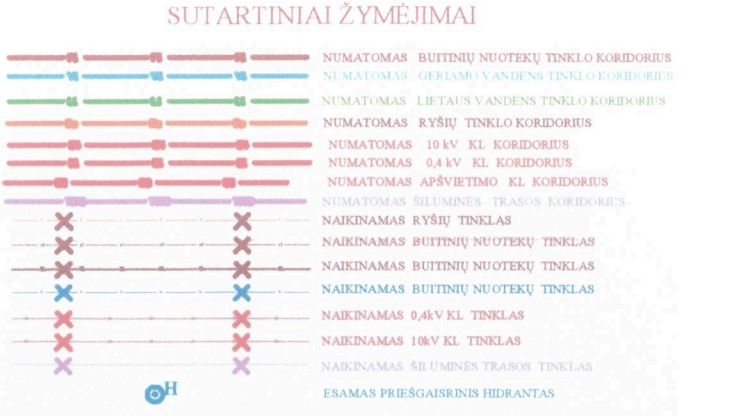 SUTARTINIAI ŽYMĖJIMAI
NUMATOMAS BUITINIŲ NUOTEKŲ TINKLO KORIDORIUS
NUMATOMAS GERIAMO VANDENS TINKLO KORIDORIUS
NUMATOMAS LIETAUS VANDENS TINKLO KORIDORIUS
NUMATOMAS RYŠIŲ TINKLO KORIDORIUS
NUMATOMAS 10 kV KL KORIDORIUS
NUMATOMAS 0,4 kV KL KORIDORIUS
NUMATOMAS APŠVIETIMO KL KORIDORIUS
NUMATOMAS ŠILUMINĖS TRASOS KORIDORIUS
NAIKINAMAS RYŠIŲ TINKLAS
NAIKINAMAS BUITINIŲ NUOTEKŲ TINKLAS
NAIKINAMAS BUITINIŲ NUOTEKŲ TINKLAS
NAIKINAMAS BUITINIŲ NUOTEKŲ TINKLAS
NAIKINAMAS 0,4kV KL TINKLAS
NAIKINAMAS 10kV KL TINKLAS
NAIKINAMAS ŠILUMINĖS TRASOS TINKLAS
H ESAMAS PRIEŠGAISRINIS HIDRANTAS